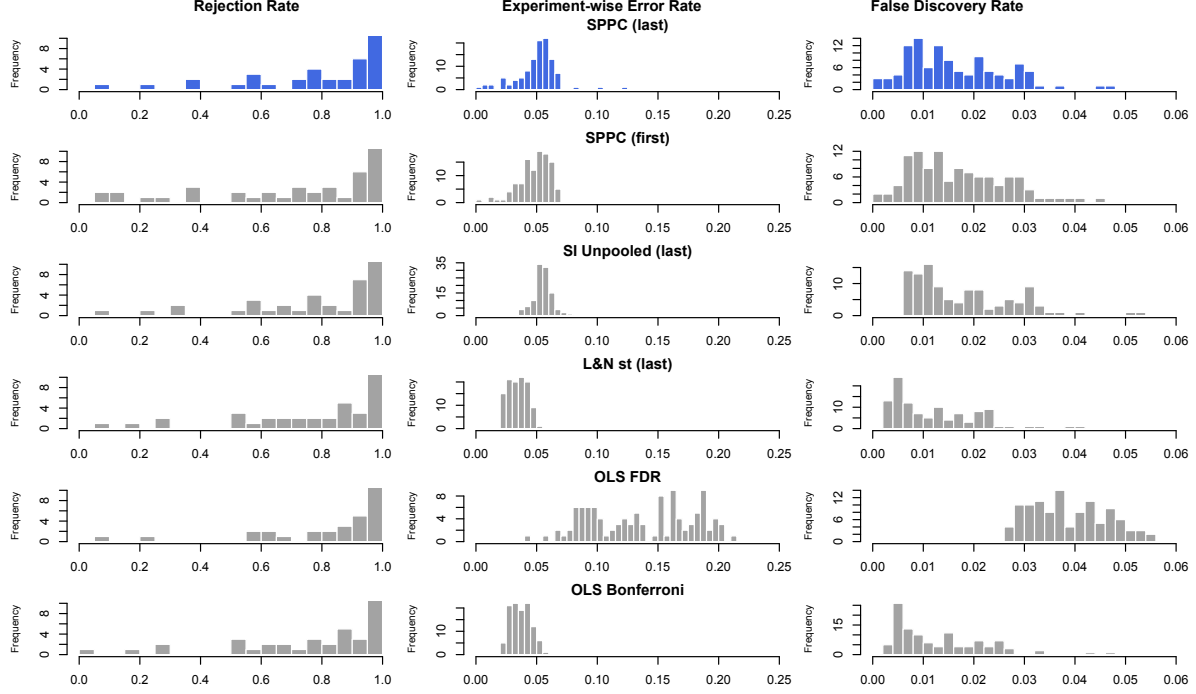 Rejection Rate Experiment-wise Error Rate False Discovery Rate
SPPC (last)
Frequency 0 4 8 Frequency 0 10 Frequency 0 6 12
0.0 0.2 0.4 0.6 0.8 1.0 0.00 0.05 0.10 0.15 0.20 0.25 0.00 0.01 0.02 0.03 0.04 0.05 0.06
SPPC (first)
Frequency 0 4 8 Frequency 0 10 Frequency 0 6 12
0.0 0.2 0.4 0.6 0.8 1.0 0.00 0.05 0.10 0.15 0.20 0.25 0.00 0.01 0.02 0.03 0.04 0.05 0.06
SI Unpooled (last)
Frequency 0 4 8 Frequency 0 15 35 Frequency 0 10
0.0 0.2 0.4 0.6 0.8 1.0 0.00 0.05 0.10 0.15 0.20 0.25 0.00 0.01 0.02 0.03 0.04 0.05 0.06
L&N st (last)
Frequency 0 4 8 Frequency 0 10 Frequency 0 10
0.0 0.2 0.4 0.6 0.8 1.0 0.00 0.05 0.10 0.15 0.20 0.25 0.00 0.01 0.02 0.03 0.04 0.05 0.06
OLS FDR
Frequency 0 4 8 Frequency 0 4 8 Frequency 0 6 12
0.0 0.2 0.4 0.6 0.8 1.0 0.00 0.05 0.10 0.15 0.20 0.25 0.00 0.01 0.02 0.03 0.04 0.05 0.06
OLS Bonferroni
Frequency 0 4 8 Frequency 0 10 Frequency 0 15
0.0 0.2 0.4 0.6 0.8 1.0 0.00 0.05 0.10 0.15 0.20 0.25 0.00 0.01 0.02 0.03 0.04 0.05 0.06